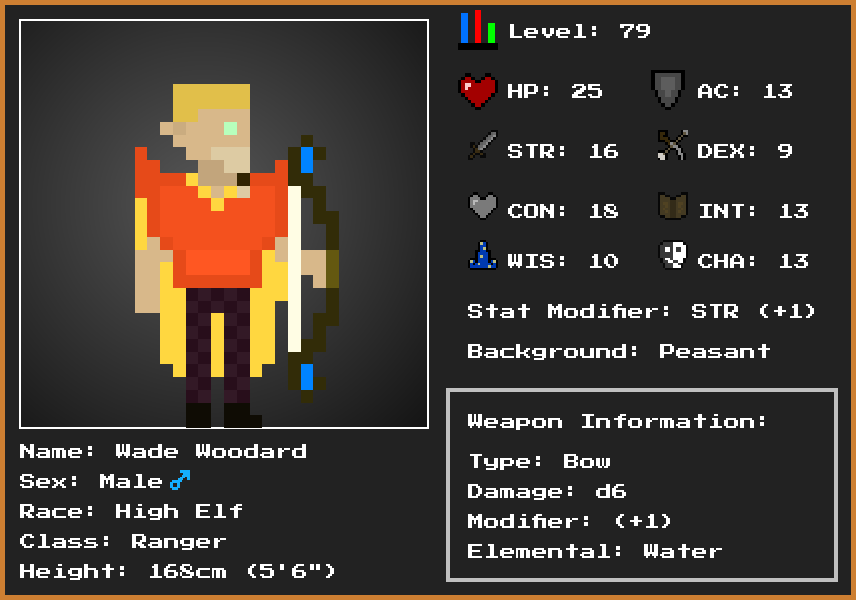 Level: 79
HP: 25 AC: 13
STR: 16 DEX: 9
CON: 18 INT: 13
WIS: 10 CHA: 13
Stat Modifier: STR (+1)
Background: Peasant
Weapon Information:
Type: Bow
Damage: d6
Modifier: (+1)
Elemental: Water
Name: Wade Woodard
Sex: Male ♂
Race: High Elf
Class: Ranger
Height: 168cm (5'6")